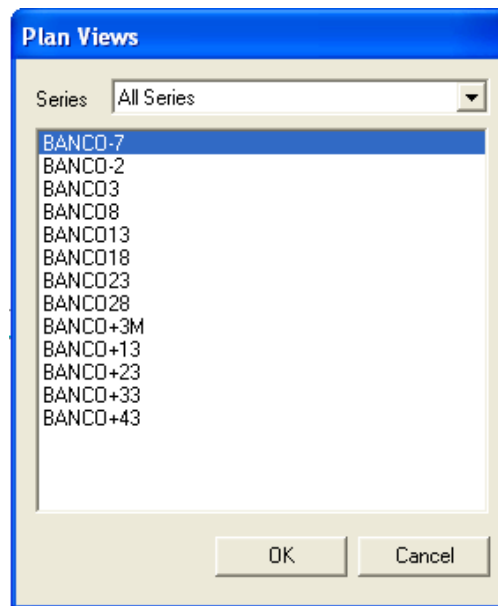 Plan Views
Series All Series
BANCO-7
BANCO-2
BANCO3
BANCO8
BANCO13
BANCO18
BANCO23
BANCO28
BANCO+3M
BANCO+13
BANCO+23
BANCO+33
BANCO+43
OK Cancel